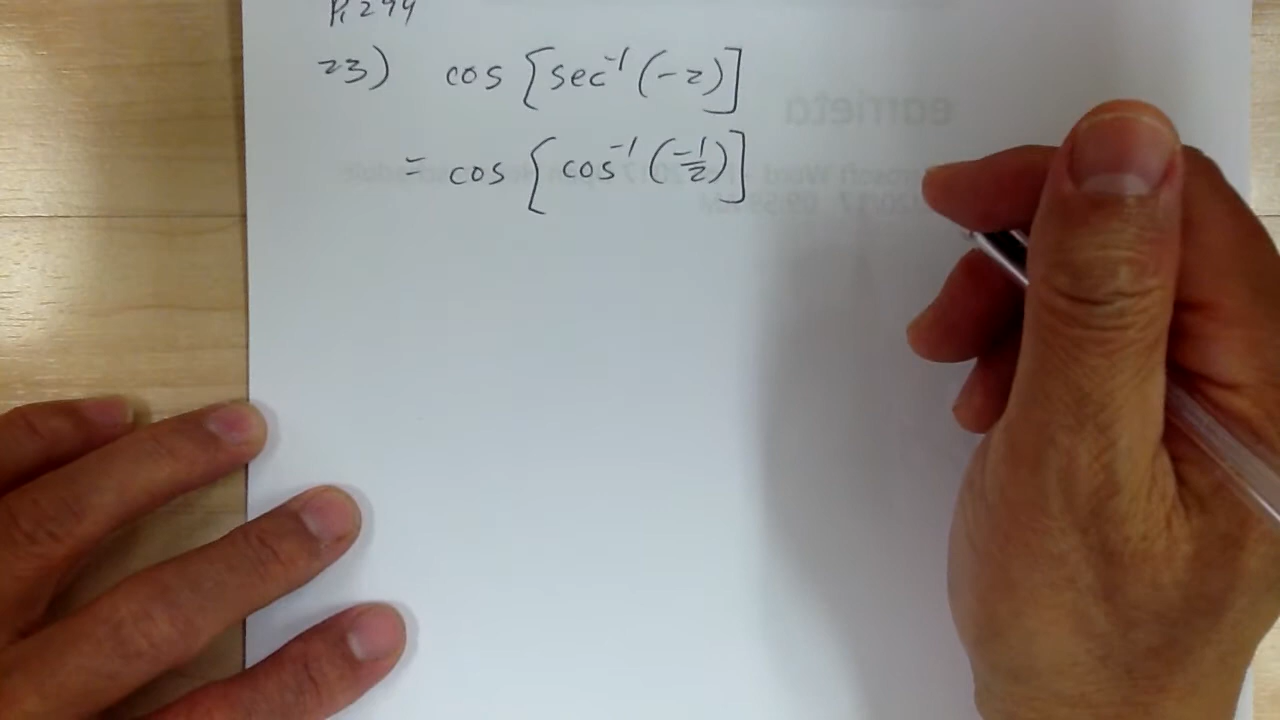 P. 244
23) cos [sec⁻¹(-2)]
= cos [cos⁻¹(-1/2)]